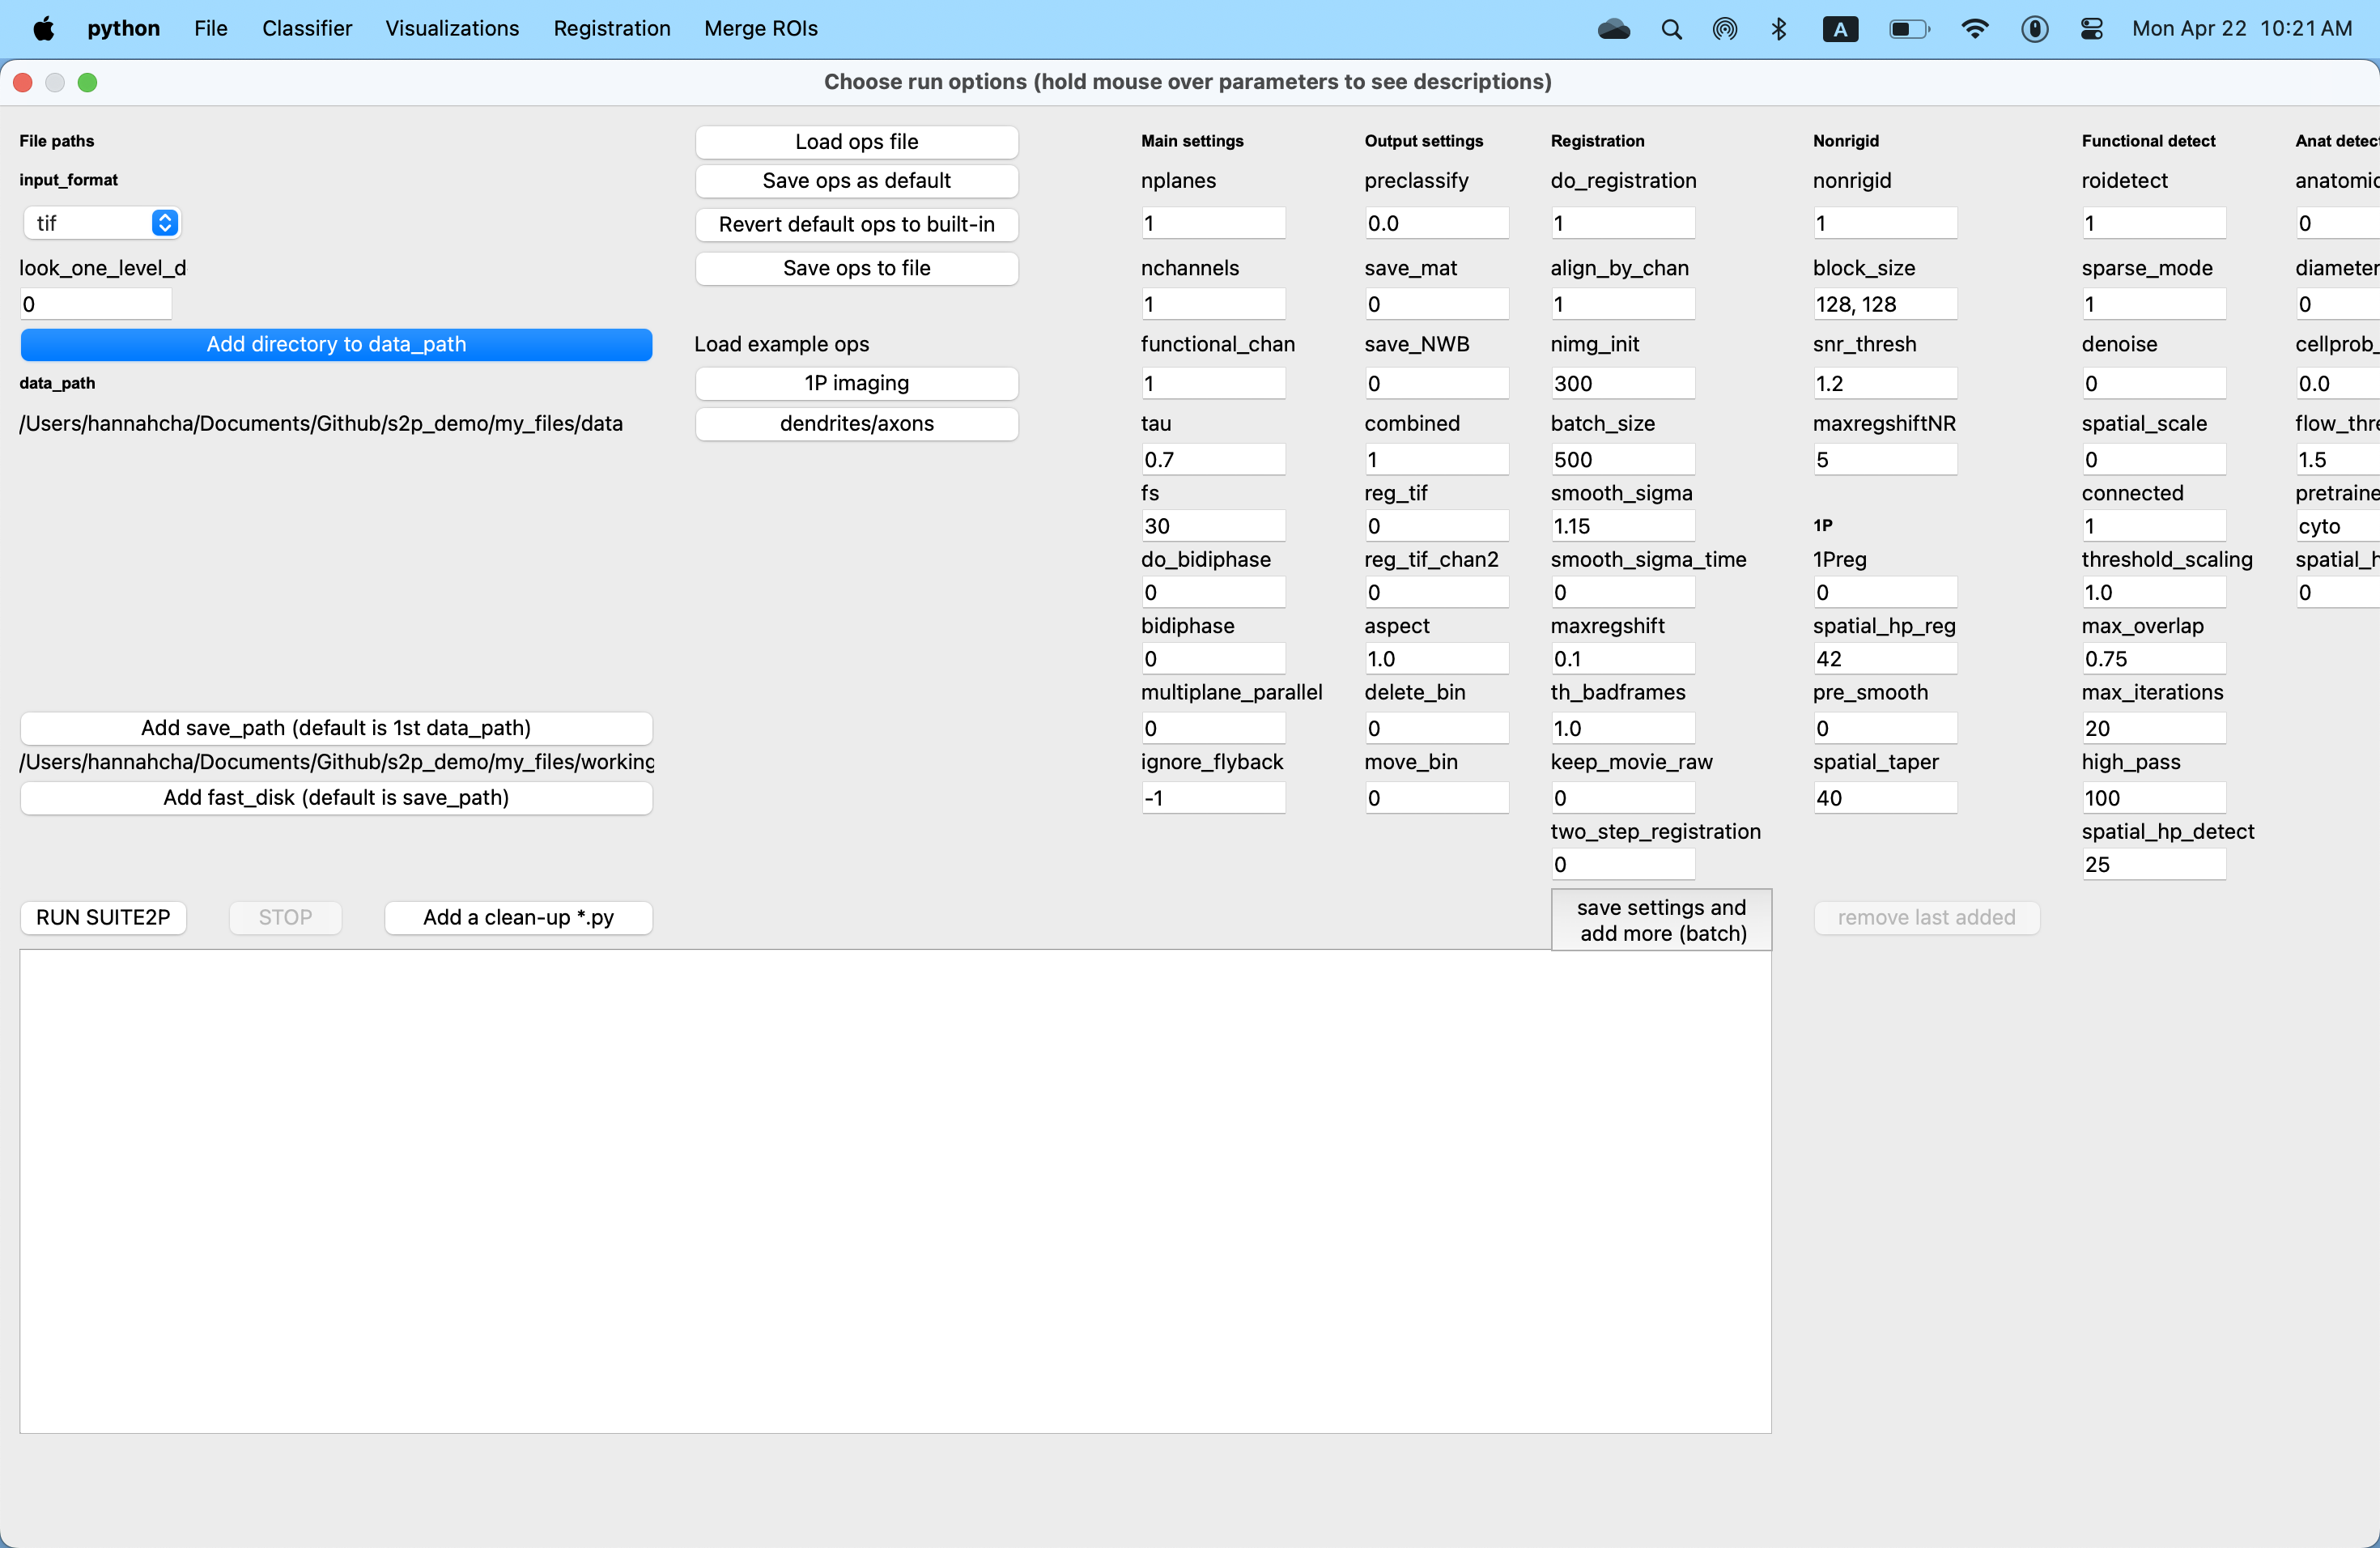 python File Classifier Visualizations Registration Merge ROIs A Mon Apr 22 10:21 AM
Choose run options (hold mouse over parameters to see descriptions)
File paths
input_format
tif
look_one_level_d
0
Add directory to data_path
data_path
/Users/hannahcha/Documents/Github/s2p_demo/my_files/data
Add save_path (default is 1st data_path)
/Users/hannahcha/Documents/Github/s2p_demo/my_files/working
Add fast_disk (default is save_path)
RUN SUITE2P STOP Add a clean-up *.py
Load ops file
Save ops as default
Revert default ops to built-in
Save ops to file
Load example ops
1P imaging
dendrites/axons
Main settings
nplanes
1
nchannels
1
functional_chan
1
tau
0.7
fs
30
do_bidiphase
0
bidiphase
0
multiplane_parallel
0
ignore_flyback
-1
Output settings
preclassify
0.0
save_mat
0
save_NWB
0
combined
1
reg_tif
0
reg_tif_chan2
0
aspect
1.0
delete_bin
0
move_bin
0
Registration
do_registration
1
align_by_chan
1
nimg_init
300
batch_size
500
smooth_sigma
1.15
smooth_sigma_time
0
maxregshift
0.1
th_badframes
1.0
keep_movie_raw
0
two_step_registration
0
save settings and
add more (batch)
Nonrigid
nonrigid
1
block_size
128, 128
snr_thresh
1.2
maxregshiftNR
5
1P
1Preg
0
spatial_hp_reg
42
pre_smooth
0
spatial_taper
40
remove last added
Functional detect
roidetect
1
sparse_mode
1
denoise
0
spatial_scale
0
connected
1
threshold_scaling
1.0
max_overlap
0.75
max_iterations
20
high_pass
100
spatial_hp_detect
25
Anat detec
anatomic
0
diameter
0
cellprob_
0.0
flow_thre
1.5
pretraine
cyto
spatial_h
0